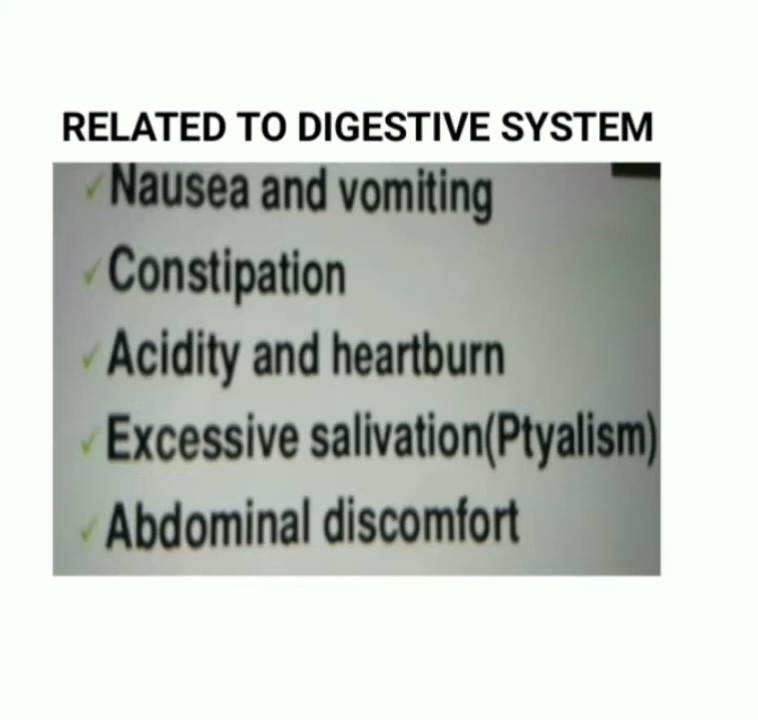 RELATED TO DIGESTIVE SYSTEM
✓Nausea and vomiting
✓Constipation
✓Acidity and heartburn
✓Excessive salivation(Ptyalism)
✓Abdominal discomfort